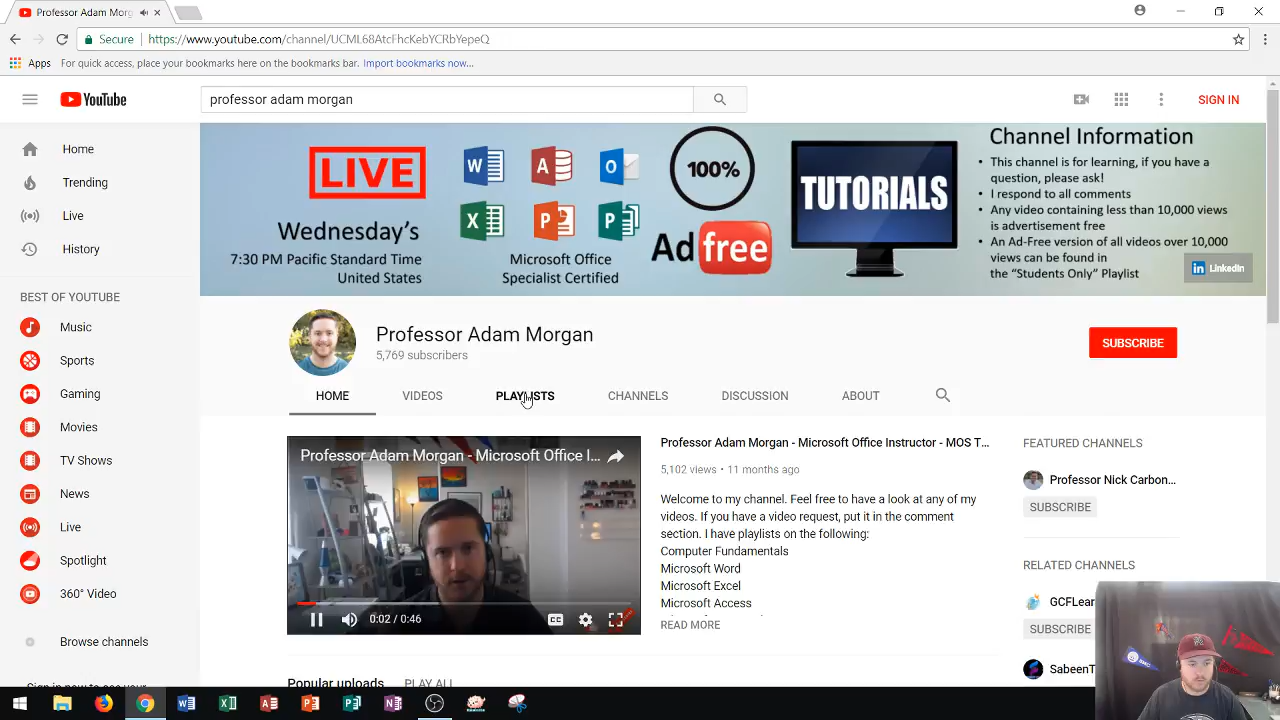 Professor Adam Morg
Secure
https://www.youtube.com/channel/UCML68AtcFhcKebYCRbYepeQ
Apps
For quick access, place your bookmarks here on the bookmarks bar.
Import bookmarks now...
YouTube
professor adam morgan
SIGN IN
Home
Trending
Live
History
BEST OF YOUTUBE
Music
Sports
Gaming
Movies
TV Shows
News
Live
Spotlight
360° Video
Browse channels
LIVE
Wednesday's
7:30 PM Pacific Standard Time
United States
Microsoft Office
Specialist Certified
100%
Ad free
TUTORIALS
Channel Information
• This channel is for learning, if you have a
question, please ask!
• I respond to all comments
• Any video containing less than 10,000 views
is advertisement free
• An Ad-Free version of all videos over 10,000
views can be found in
the “Students Only” Playlist
LinkedIn
Professor Adam Morgan
5,769 subscribers
SUBSCRIBE
HOME
VIDEOS
PLAYLISTS
CHANNELS
DISCUSSION
ABOUT
Professor Adam Morgan - Microsoft Office I...
0:02 / 0:46
Professor Adam Morgan - Microsoft Office Instructor - MOS T...
5,102 views • 11 months ago
Welcome to my channel. Feel free to have a look at any of my
videos. If you have a video request, put it in the comment
section. I have playlists on the following:
Computer Fundamentals
Microsoft Word
Microsoft Excel
Microsoft Access
READ MORE
FEATURED CHANNELS
Professor Nick Carbon...
SUBSCRIBE
RELATED CHANNELS
GCFLear
SUBSCRIBE
SabeenT
Popular uploads
PLAY ALL